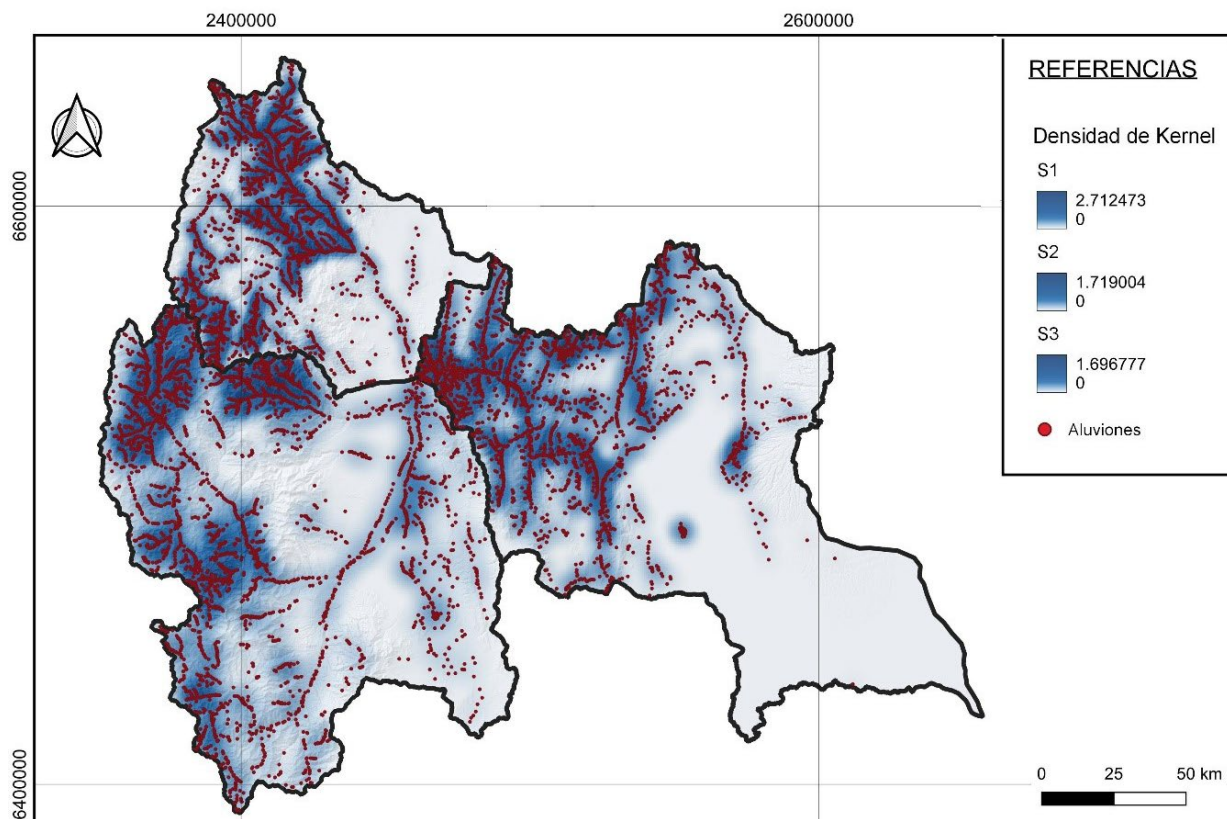 2400000
2600000
6600000
6400000
REFERENCIAS
Densidad de Kernel
S1
2.712473
0
S2
1.719004
0
S3
1.696777
0
Aluviones
0 25 50 km